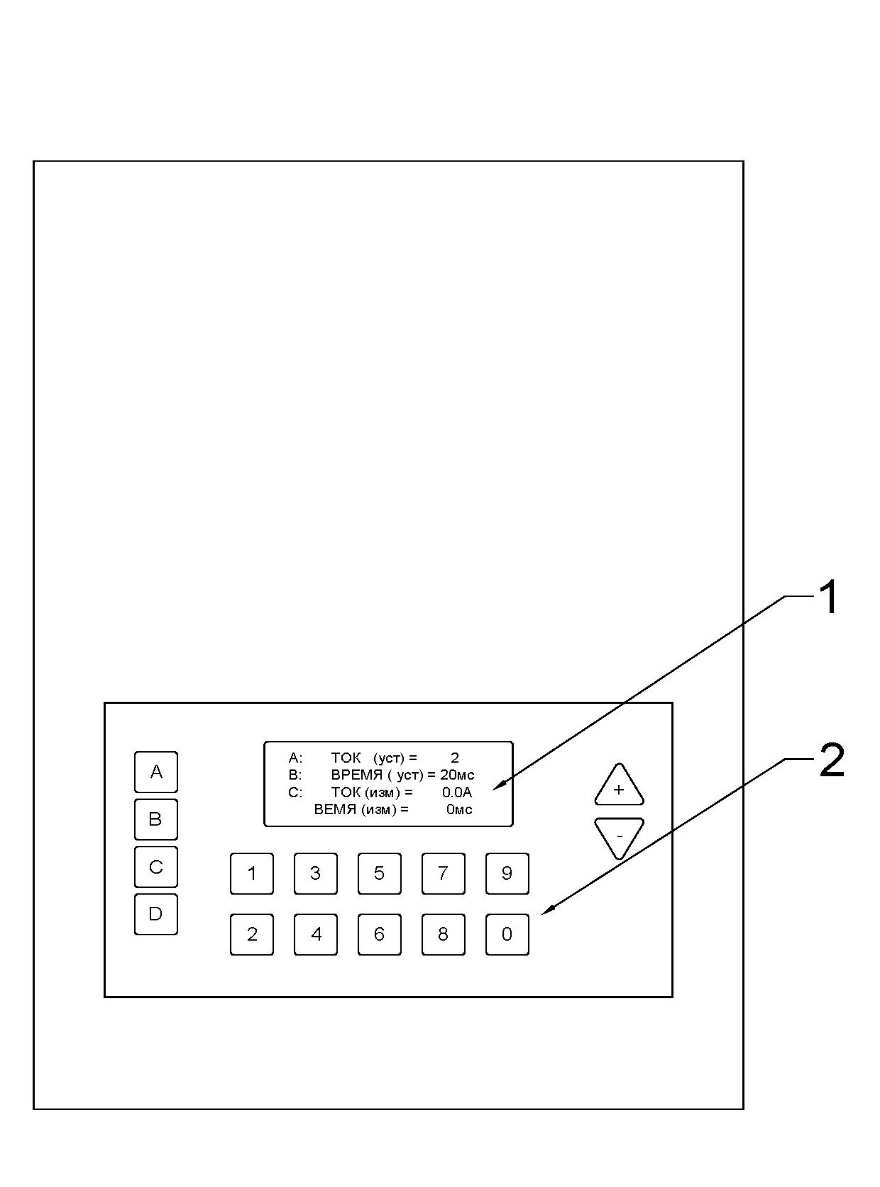 1
2
A: ТОК (уст) = 2
B: ВРЕМЯ ( уст) = 20мс
C: ТОК (изм) = 0.0А
ВЕМЯ (изм) = 0мс
A
B
C
D
+
-
1 3 5 7 9
2 4 6 8 0